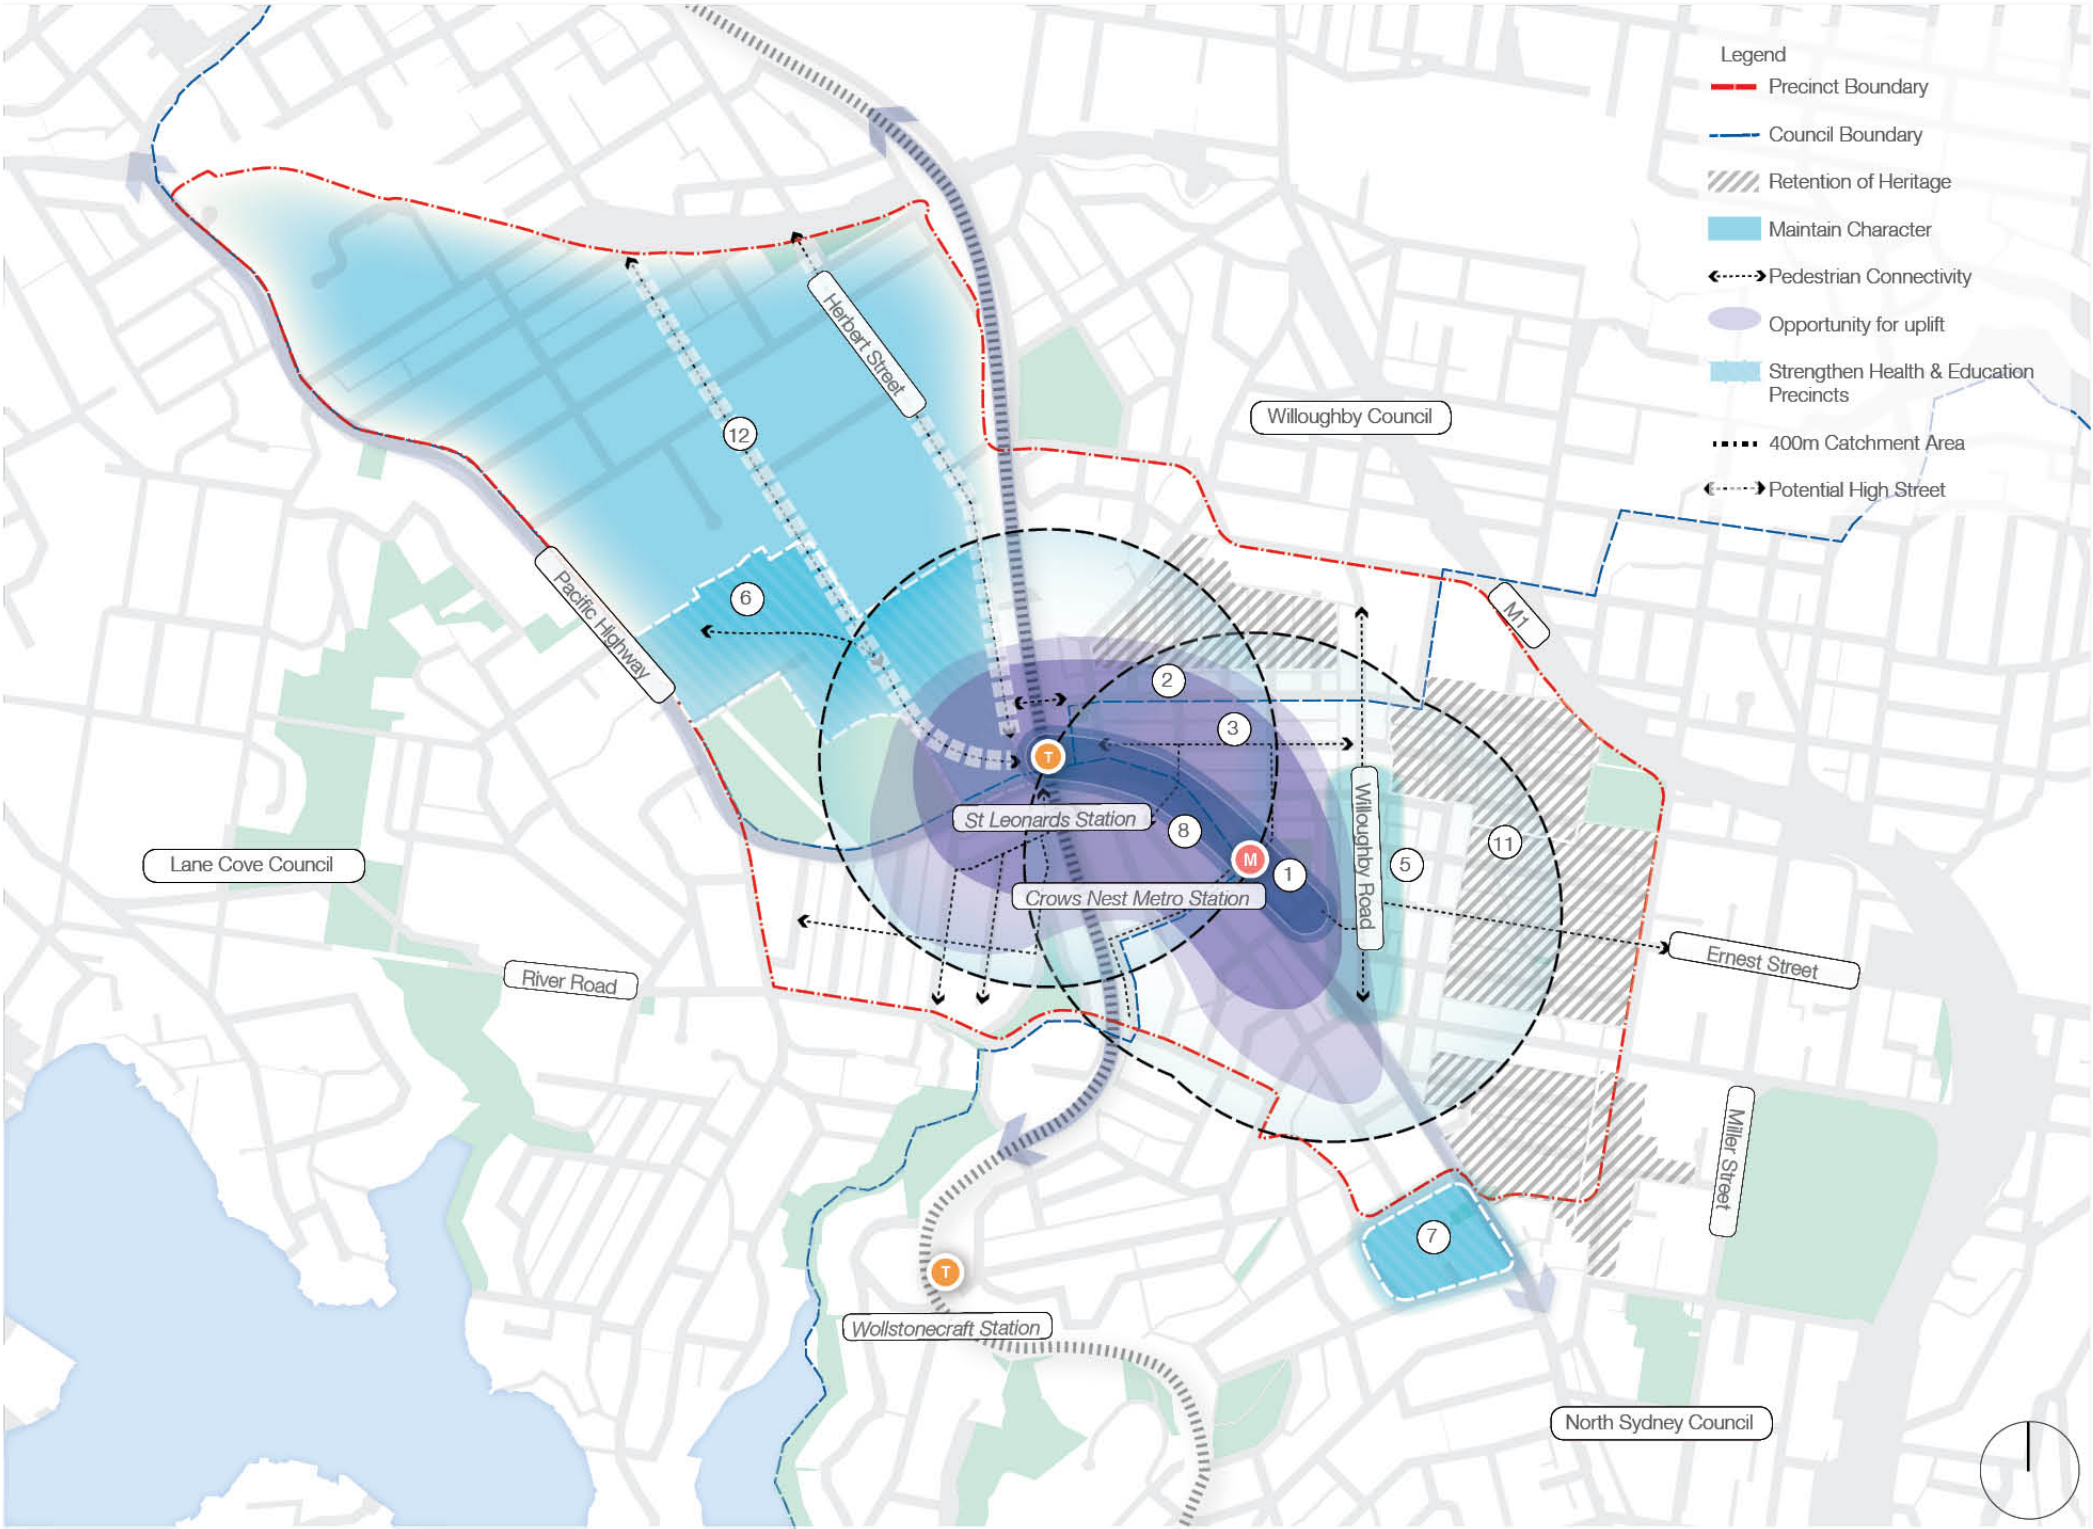 Legend
Precinct Boundary
Council Boundary
Retention of Heritage
Maintain Character
Pedestrian Connectivity
Opportunity for uplift
Strengthen Health & Education
Precincts
400m Catchment Area
Potential High Street
Herbert Street
Willoughby Council
12
Pacific Highway
6
M1
2
3
T
St Leonards Station
8
Willoughby Road
11
Lane Cove Council
M
1
5
Crows Nest Metro Station
River Road
Ernest Street
Miller Street
7
T
Wollstonecraft Station
North Sydney Council